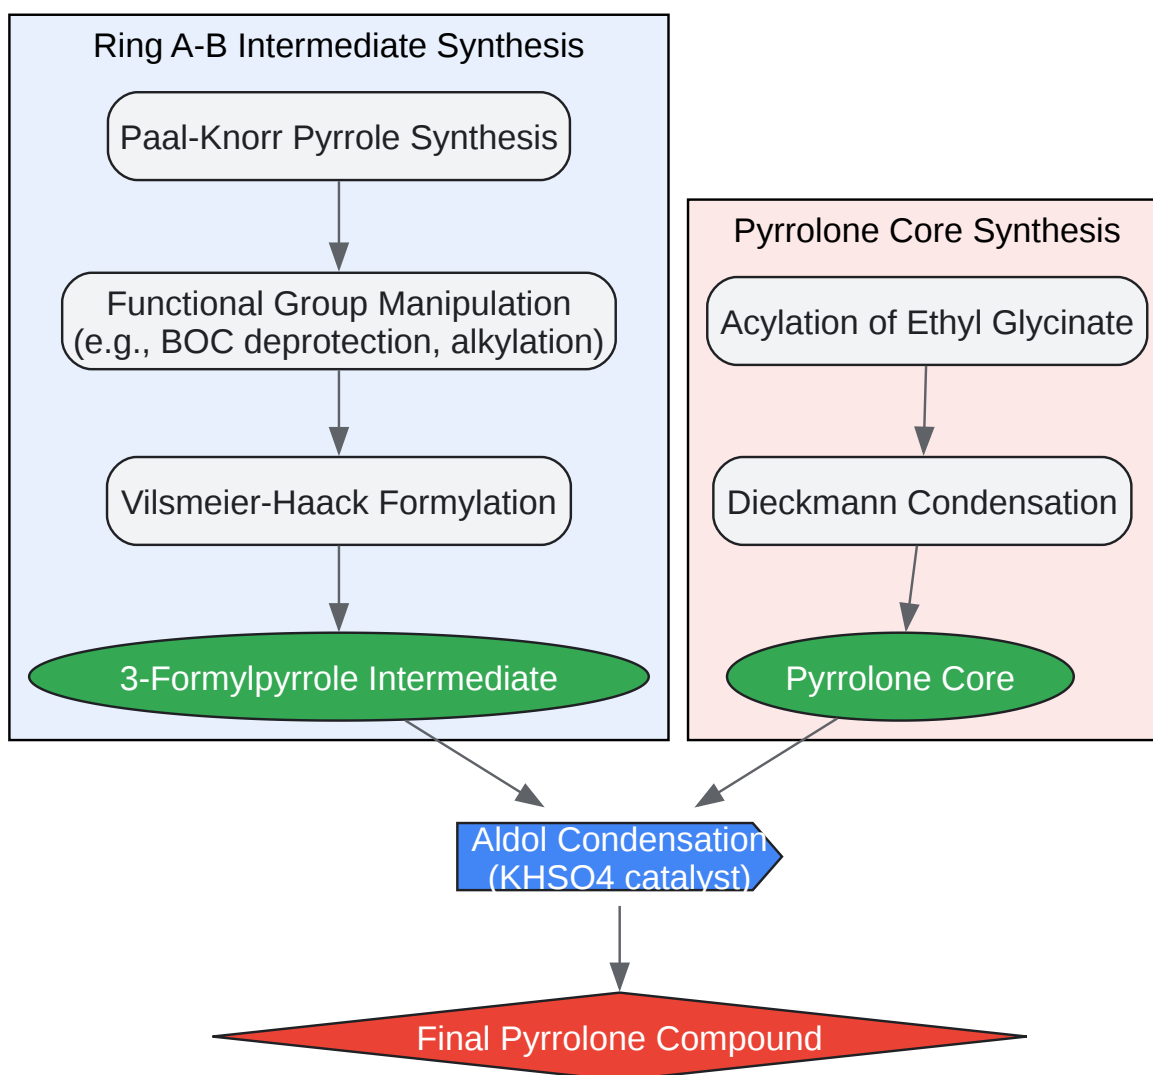 Ring A-B Intermediate Synthesis
Paal-Knorr Pyrrole Synthesis
Functional Group Manipulation
(e.g., BOC deprotection, alkylation)
Vilsmeier-Haack Formylation
3-Formylpyrrole Intermediate
Pyrrolone Core Synthesis
Acylation of Ethyl Glycinate
Dieckmann Condensation
Pyrrolone Core
Aldol Condensation
(KHSO4 catalyst)
Final Pyrrolone Compound